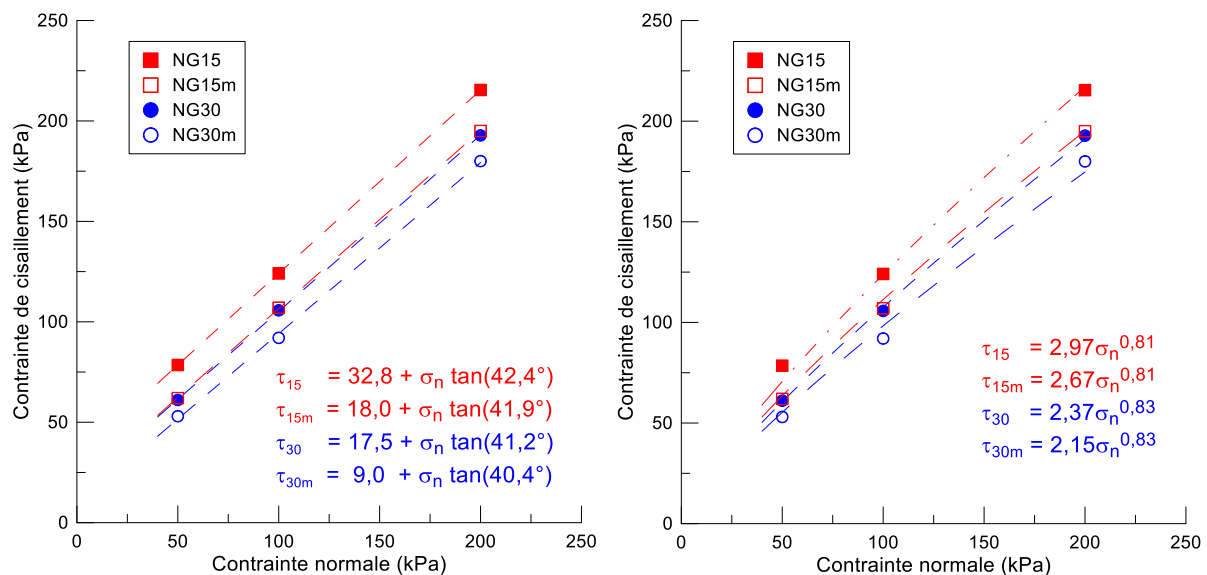 250
200
150
100
50
0
Contrainte de cisaillement (kPa)
NG15
NG15m
NG30
NG30m
τ15 = 32,8 + σn tan(42,4°)
τ15m = 18,0 + σn tan(41,9°)
τ30 = 17,5 + σn tan(41,2°)
τ30m = 9,0 + σn tan(40,4°)
0 50 100 150 200 250
Contrainte normale (kPa)
250
200
150
100
50
0
Contrainte de cisaillement (kPa)
NG15
NG15m
NG30
NG30m
τ15 = 2,97σn0,81
τ15m = 2,67σn0,81
τ30 = 2,37σn0,83
τ30m = 2,15σn0,83
0 50 100 150 200 250
Contrainte normale (kPa)